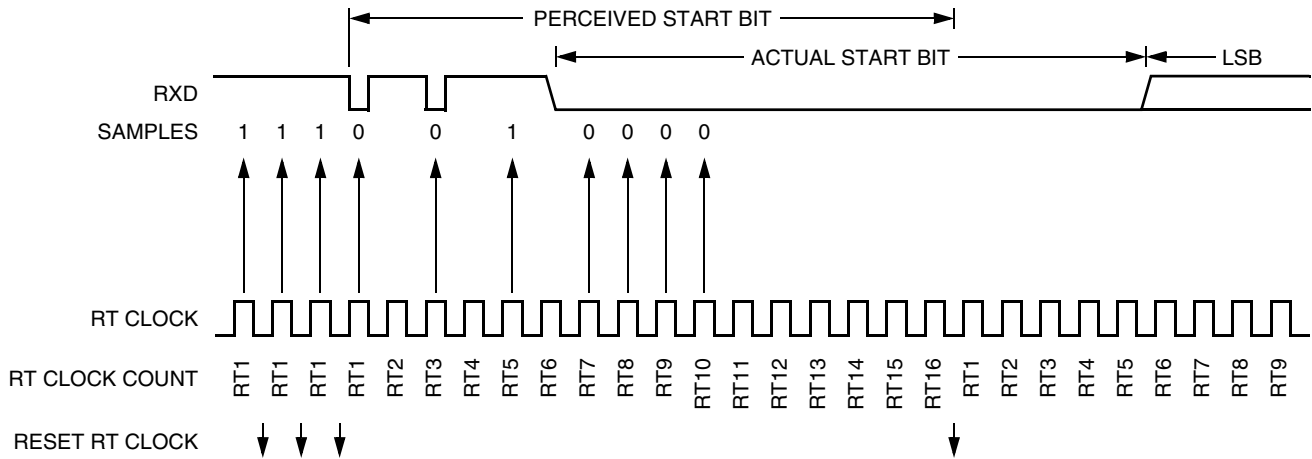 PERCEIVED START BIT
ACTUAL START BIT LSB
RXD
SAMPLES 1 1 1 0 0 1 0 0 0 0
RT CLOCK
RT CLOCK COUNT RT1 RT1 RT1 RT1 RT2 RT3 RT4 RT5 RT6 RT7 RT8 RT9 RT10 RT11 RT12 RT13 RT14 RT15 RT16 RT1 RT2 RT3 RT4 RT5 RT6 RT7 RT8 RT9
RESET RT CLOCK